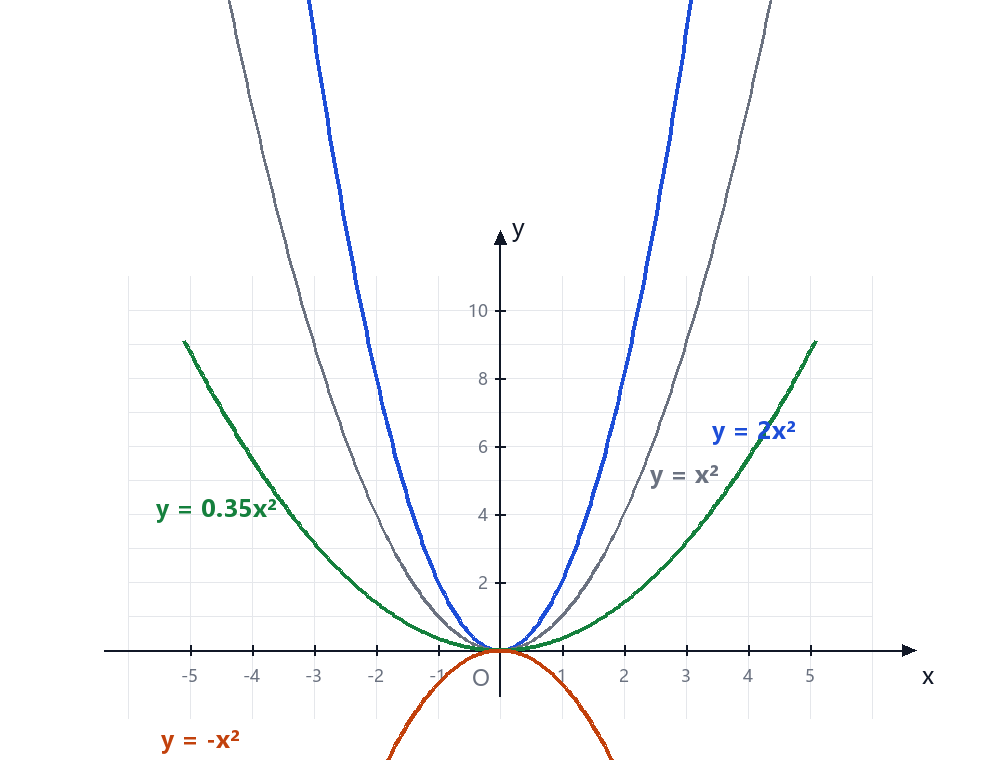 y
10
8
6
y = 2x²
y = x²
4
y = 0.35x²
2
-5 -4 -3 -2 -1 O 1 2 3 4 5 x
y = -x²